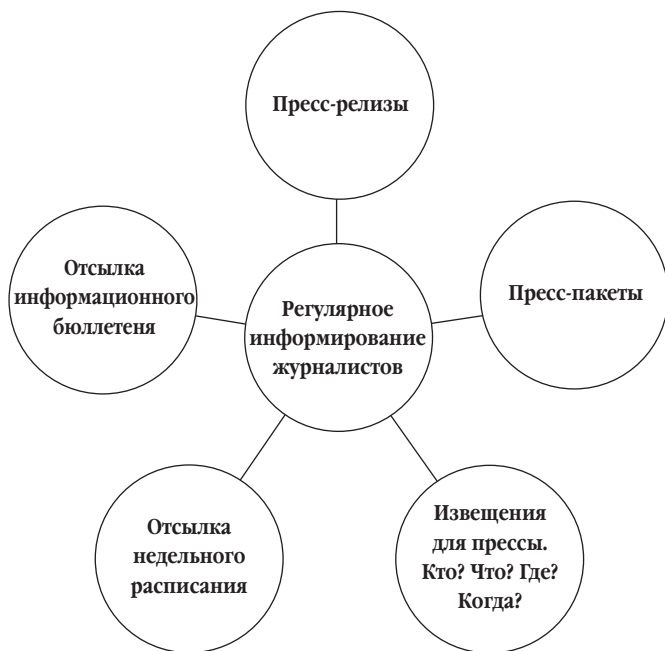 Пресс-релизы
Отсылка
информационного
бюллетеня
Пресс-пакеты
Регулярное
информирование
журналистов
Отсылка
недельного
расписания
Извещения
для прессы.
Кто? Что? Где?
Когда?